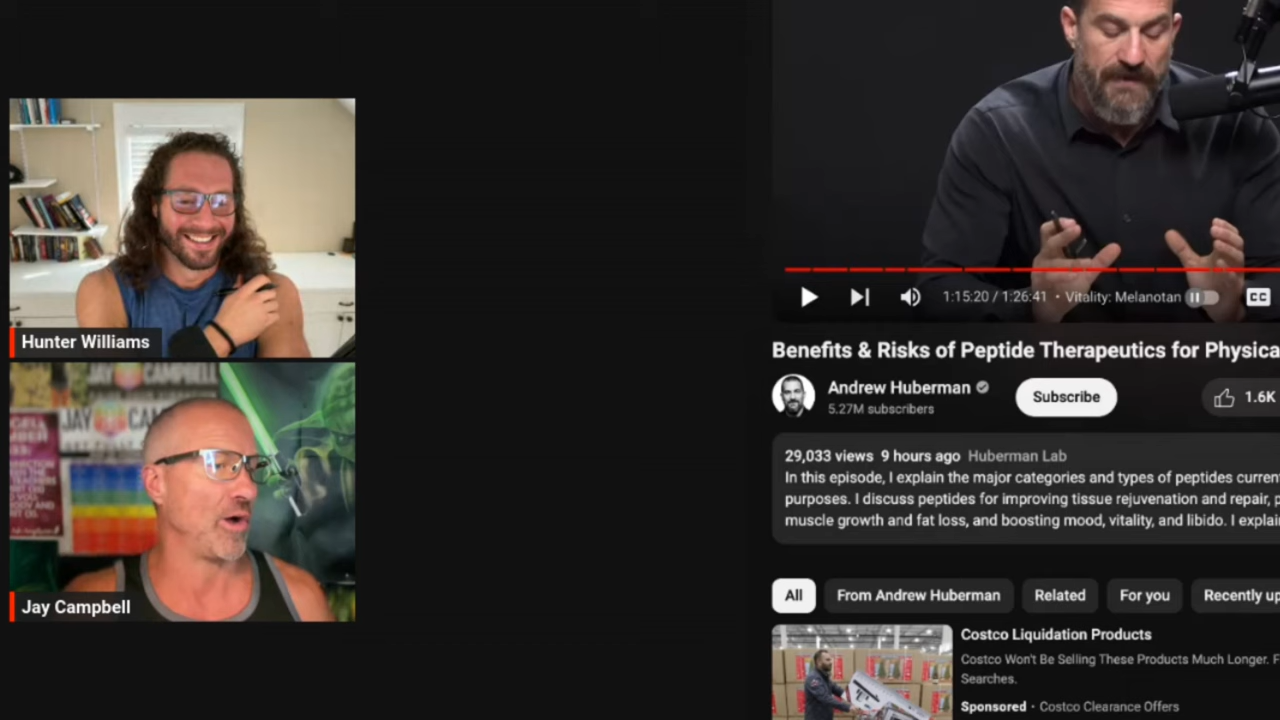 Hunter Williams
JAY CAMPBELL
JAY CA
Jay Campbell
1:15:20 / 1:26:41 • Vitality: Melanotan
CC
Benefits & Risks of Peptide Therapeutics for Physica
Andrew Huberman
5.27M subscribers
Subscribe
1.6K
29,033 views 9 hours ago Huberman Lab
In this episode, I explain the major categories and types of peptides curren
purposes. I discuss peptides for improving tissue rejuvenation and repair, p
muscle growth and fat loss, and boosting mood, vitality, and libido. I explai
All
From Andrew Huberman
Related
For you
Recently up
Costco Liquidation Products
Costco Won't Be Selling These Products Much Longer. F
Searches.
Sponsored • Costco Clearance Offers